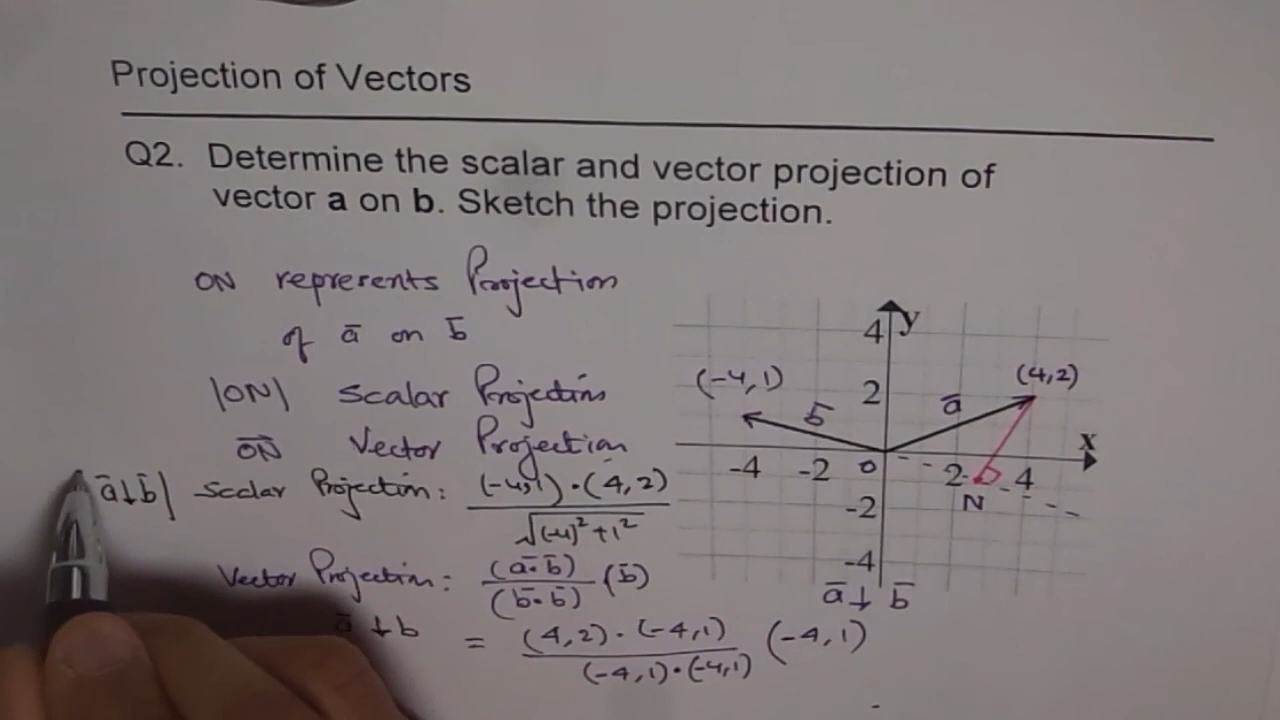 Projection of Vectors
Q2. Determine the scalar and vector projection of
vector a on b. Sketch the projection.
ON represents Projection
of a̅ on b̅
|ON| Scalar Projection
O͞N Vector Projection
a̅↓b̅| Scalar Projection: (-4,1)·(4,2)
√(-4)²+1²
Vector Projection: (a̅·b̅) (b̅)
(b̅·b̅)
a̅↓b = (4,2)·(-4,1) (-4,1)
(-4,1)·(-4,1)
4 y
(-4,1) 2 (4,2)
b̅ a̅
x
-4 -2 0 2 4
-2 N
-4
a̅↓b̅